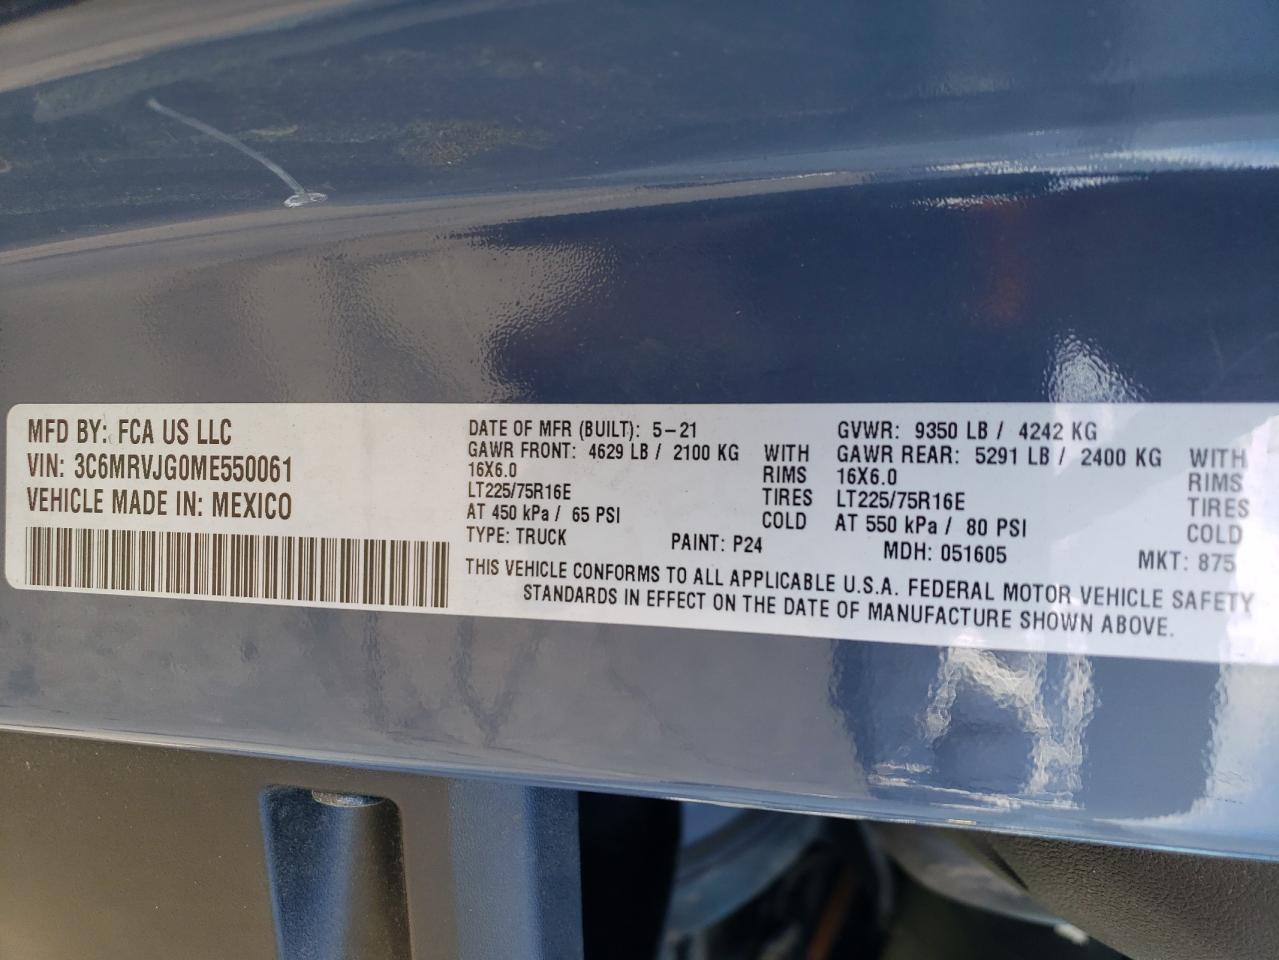 MFD BY: FCA US LLC
VIN: 3C6MRVJG0ME550061
VEHICLE MADE IN: MEXICO
DATE OF MFR (BUILT): 5-21
GAWR FRONT: 4629 LB / 2100 KG WITH
16X6.0 RIMS
LT225/75R16E TIRES
AT 450 kPa / 65 PSI COLD
TYPE: TRUCK PAINT: P24
GVWR: 9350 LB / 4242 KG
GAWR REAR: 5291 LB / 2400 KG WITH
16X6.0 RIMS
LT225/75R16E TIRES
AT 550 kPa / 80 PSI COLD
MDH: 051605 MKT: 875
THIS VEHICLE CONFORMS TO ALL APPLICABLE U.S.A. FEDERAL MOTOR VEHICLE SAFETY
STANDARDS IN EFFECT ON THE DATE OF MANUFACTURE SHOWN ABOVE.